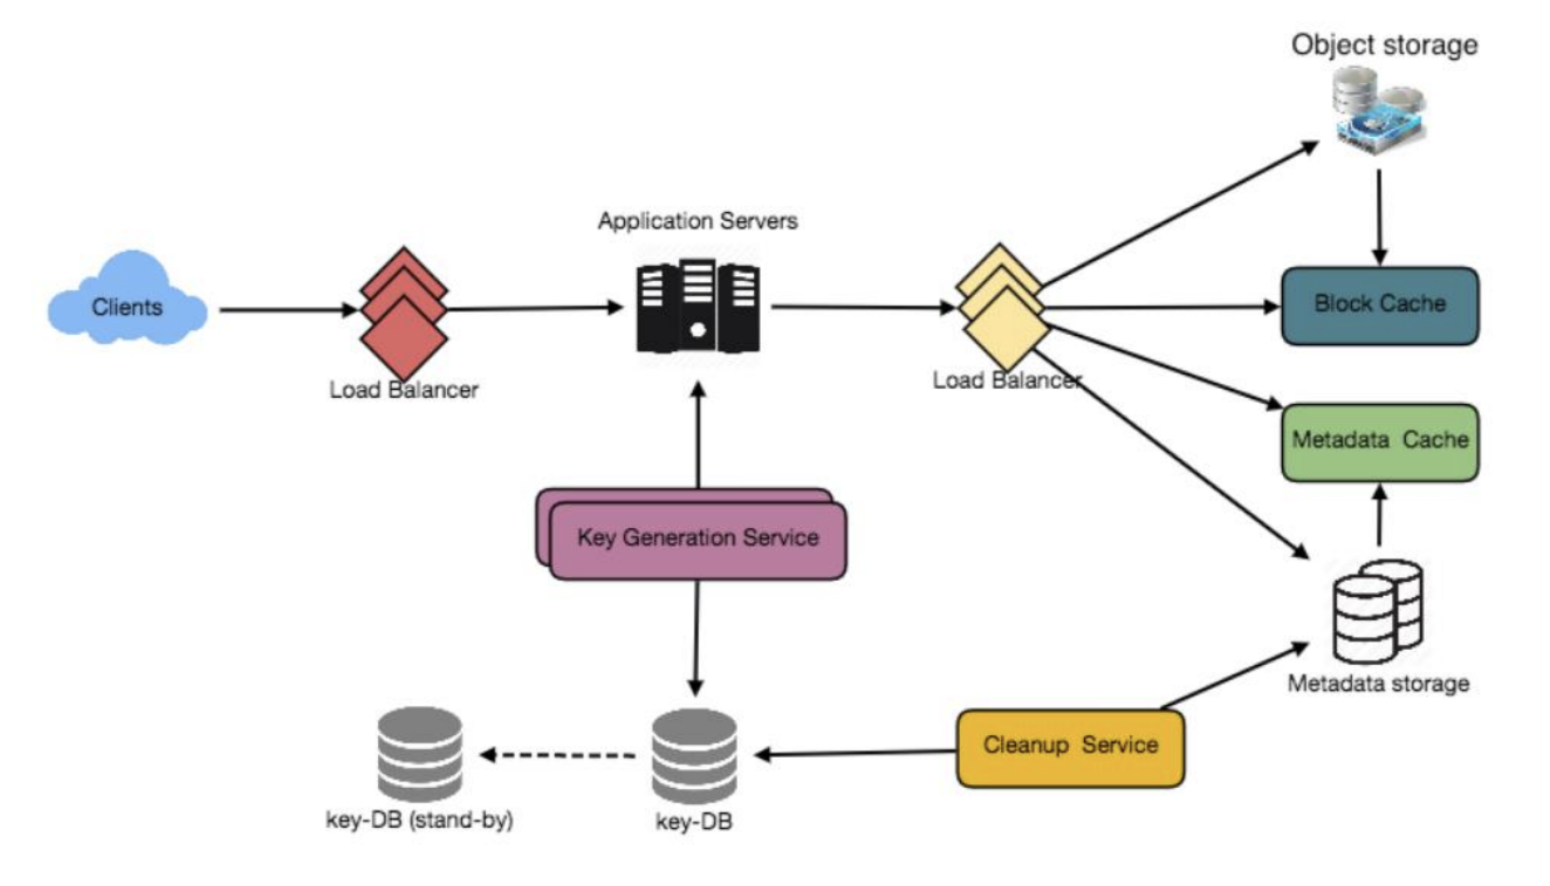 Object storage
Application Servers
Clients
Block Cache
Load Balancer
Load Balancer
Metadata Cache
Key Generation Service
Metadata storage
Cleanup Service
key-DB (stand-by)
key-DB